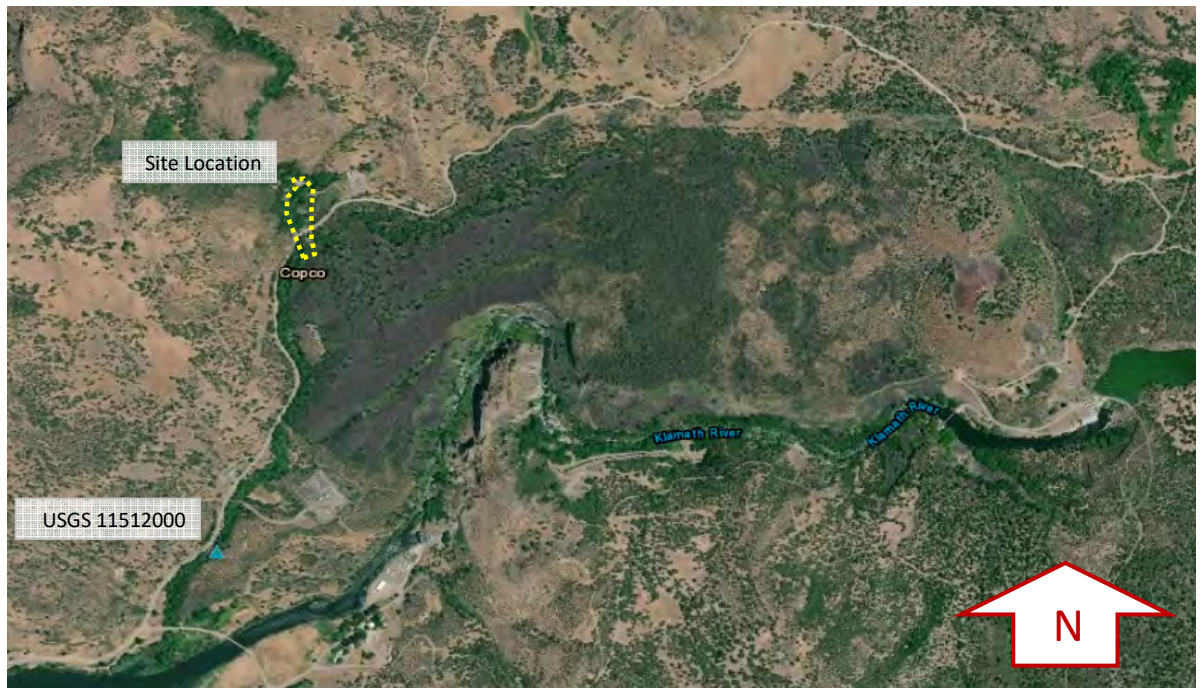 Site Location
Copco
Klamath River
Klamath River
USGS 11512000
N